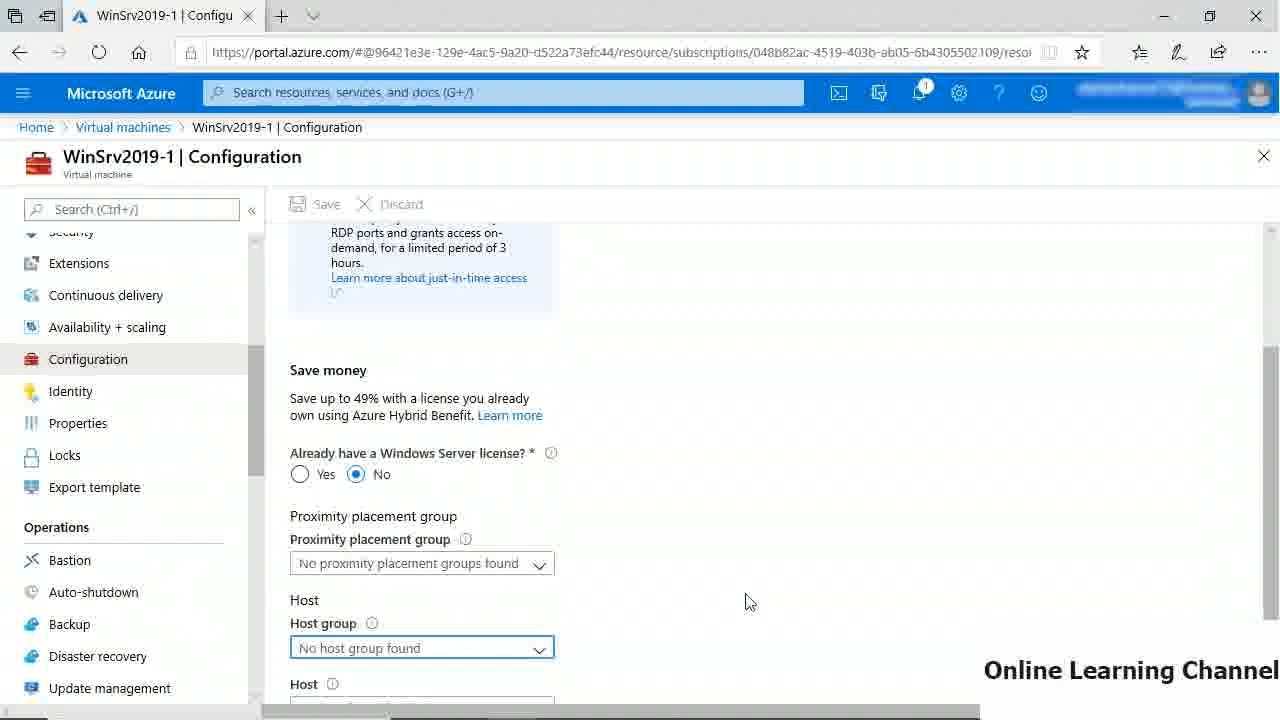 WinSrv2019-1 | Configu
https://portal.azure.com/#@96421e3e-129e-4ac5-9a20-d522a73efc44/resource/subscriptions/048b82ac-4519-403b-ab05-6b4305502109/resou
Microsoft Azure
Search resources, services, and docs (G+/)
1
Home > Virtual machines > WinSrv2019-1 | Configuration
WinSrv2019-1 | Configuration
Virtual machine
Search (Ctrl+/)
Save
Discard
Security
Extensions
Continuous delivery
Availability + scaling
Configuration
Identity
Properties
Locks
Export template
Operations
Bastion
Auto-shutdown
Backup
Disaster recovery
Update management
RDP ports and grants access on-
demand, for a limited period of 3
hours.
Learn more about just-in-time access
Save money
Save up to 49% with a license you already
own using Azure Hybrid Benefit. Learn more
Already have a Windows Server license? *
Yes
No
Proximity placement group
Proximity placement group
No proximity placement groups found
Host
Host group
No host group found
Host
Online Learning Channel